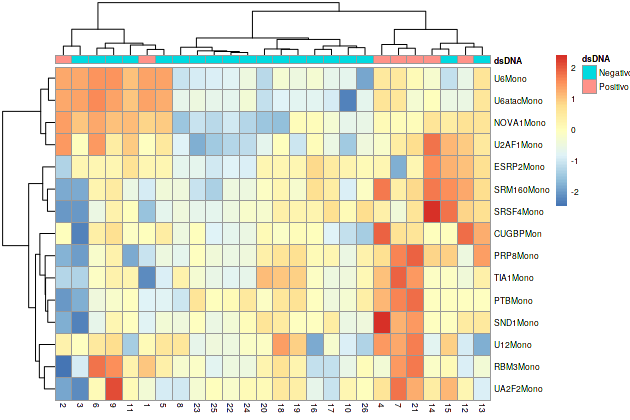 dsDNA
U6Mono
U6atacMono
NOVA1Mono
U2AF1Mono
ESRP2Mono
SRM160Mono
SRSF4Mono
CUGBPMon
PRP8Mono
TIA1Mono
PTBMono
SND1Mono
U12Mono
RBM3Mono
UA2F2Mono
2 3 6 9 11 1 5 8 23 25 22 24 20 18 19 16 17 10 26 4 7 21 14 15 12 13
2
1
0
-1
-2
dsDNA
Negativo
Positivo